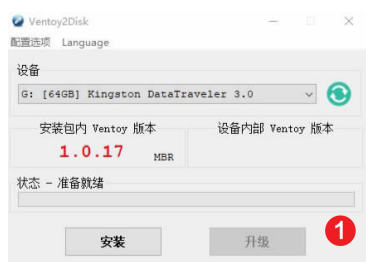 Ventoy2Disk
配置选项 Language
设备
G: [64GB] Kingston DataTraveler 3.0
安装包内 Ventoy 版本 设备内部 Ventoy 版本
1.0.17 MBR
状态 - 准备就绪
安装 升级 1